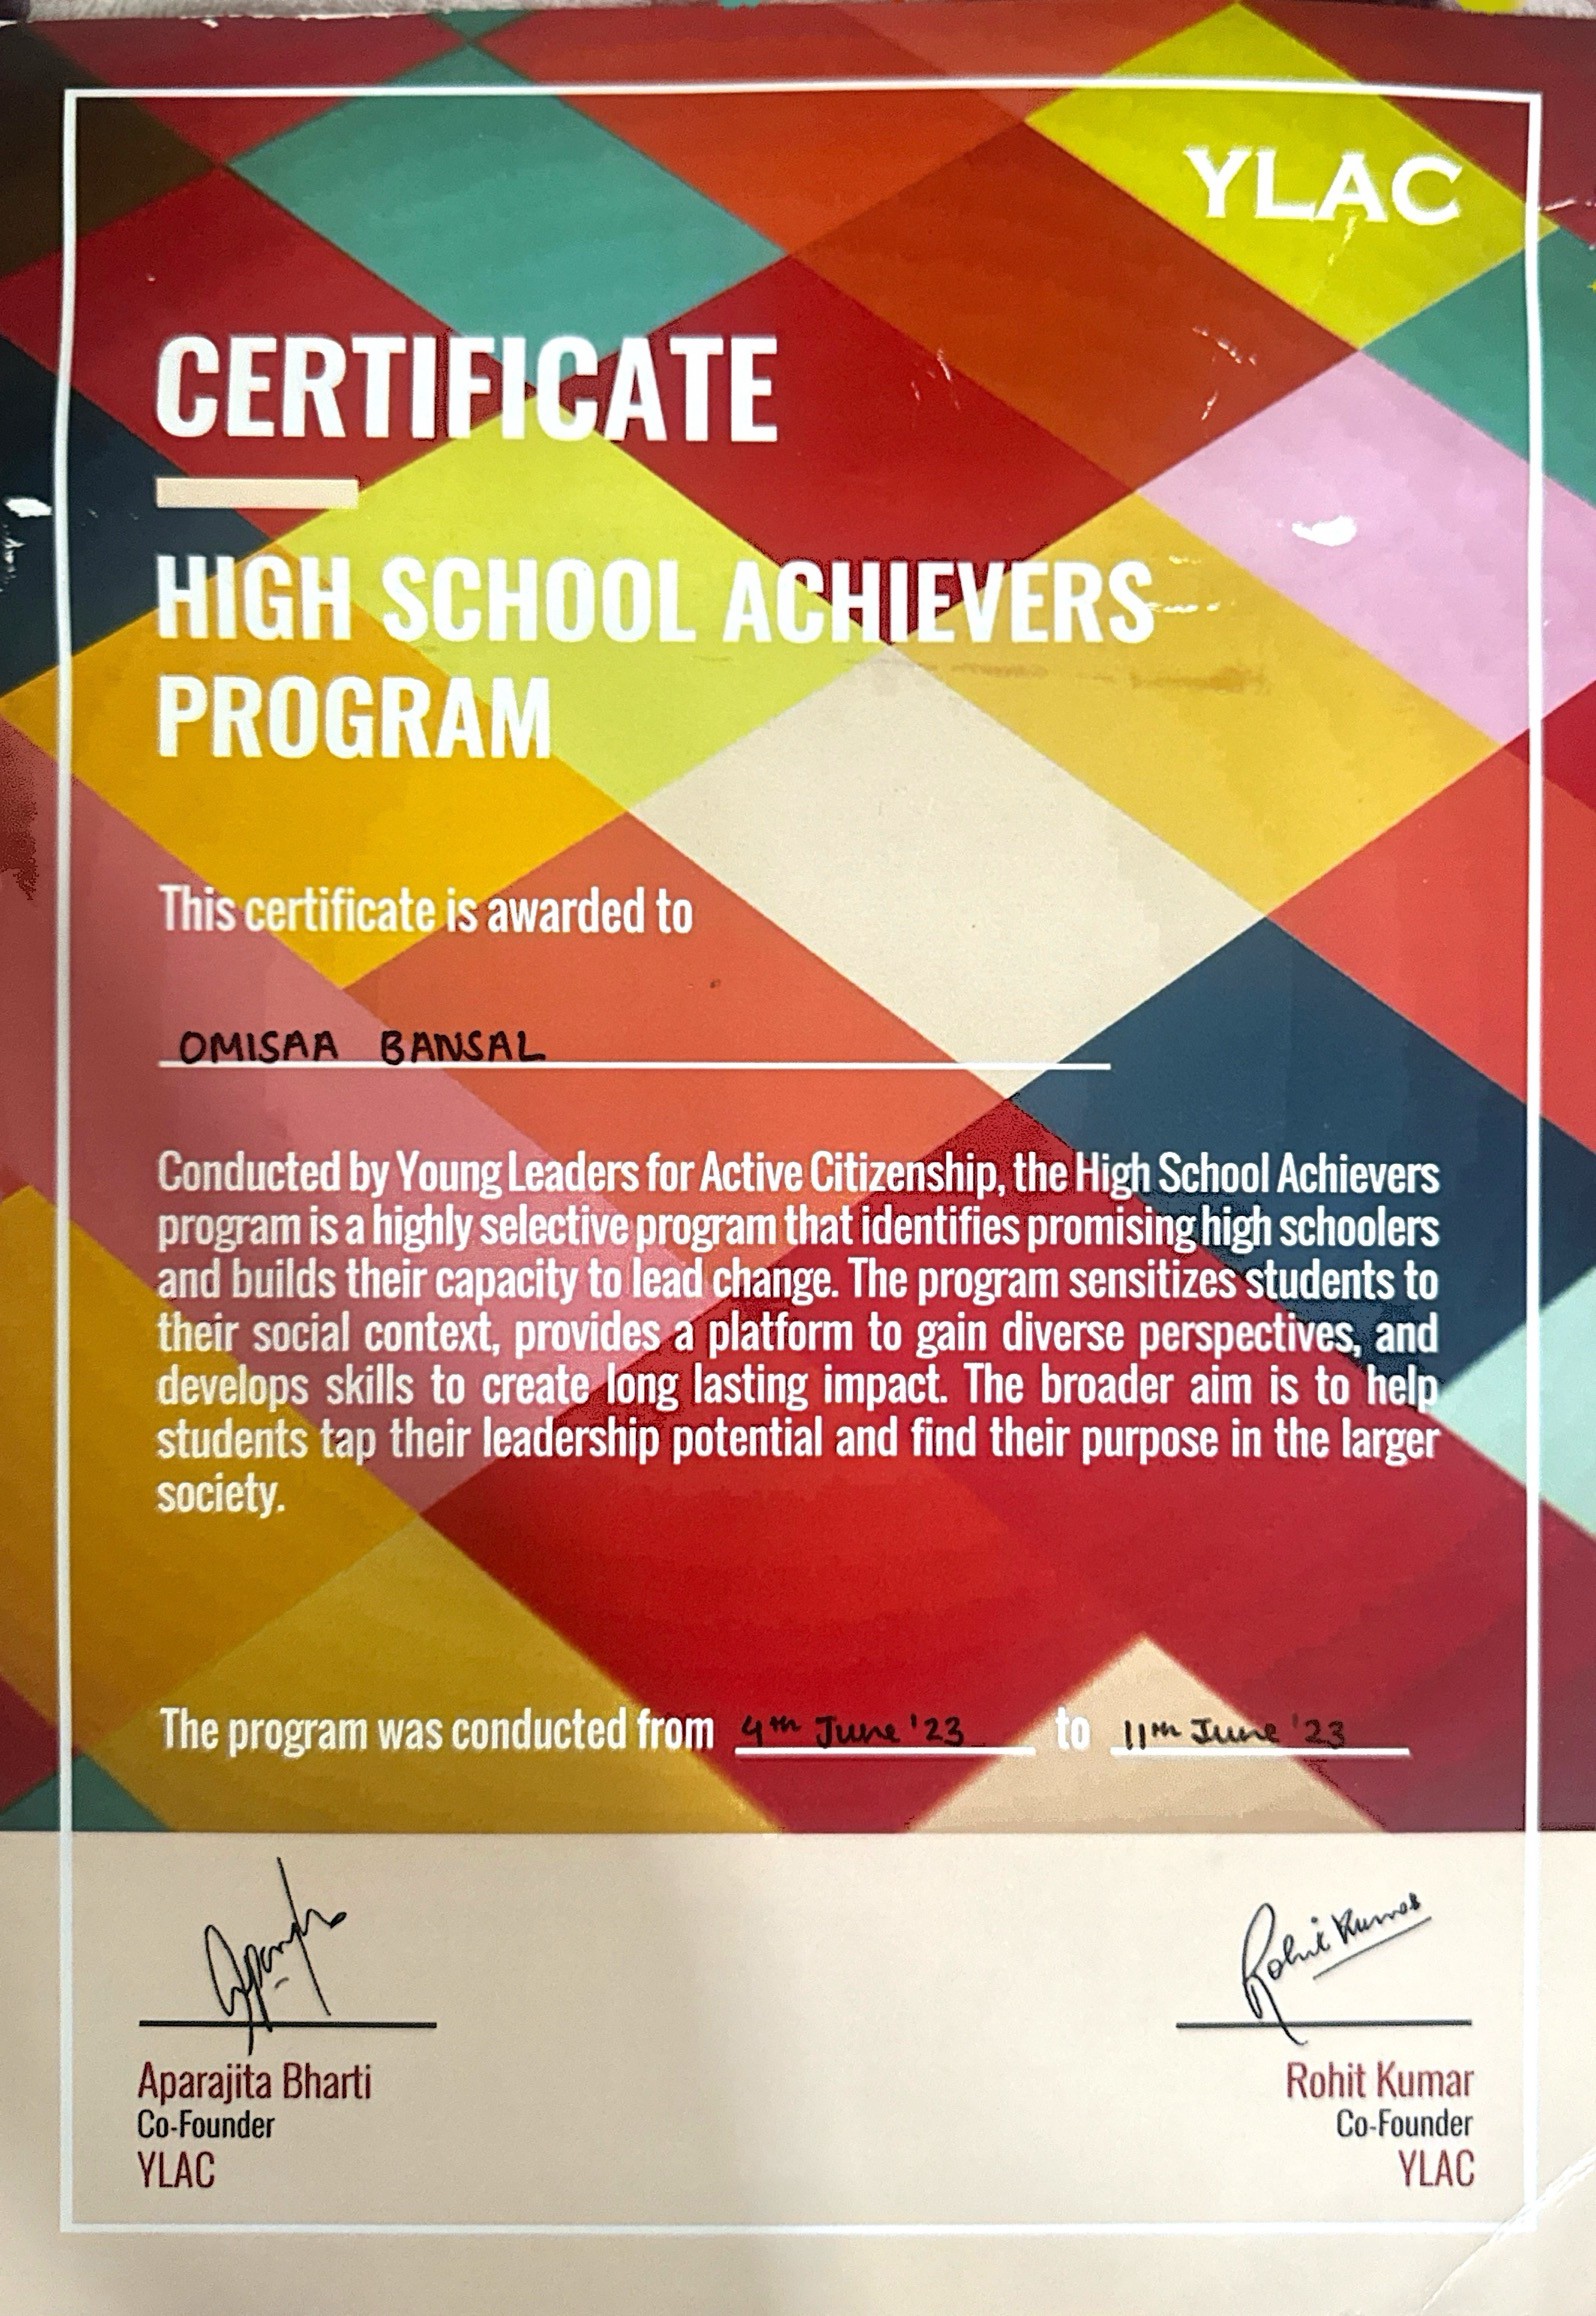 YLAC
CERTIFICATE
HIGH SCHOOL ACHIEVERS
PROGRAM
This certificate is awarded to
OMISAA BANSAL
Conducted by Young Leaders for Active Citizenship, the High School Achievers
program is a highly selective program that identifies promising high schoolers
and builds their capacity to lead change. The program sensitizes students to
their social context, provides a platform to gain diverse perspectives, and
develops skills to create long lasting impact. The broader aim is to help
students tap their leadership potential and find their purpose in the larger
society.
The program was conducted from 4th June '23 to 11th June '23
Rohit Kumar
Aparajita Bharti
Co-Founder
YLAC
Rohit Kumar
Co-Founder
YLAC